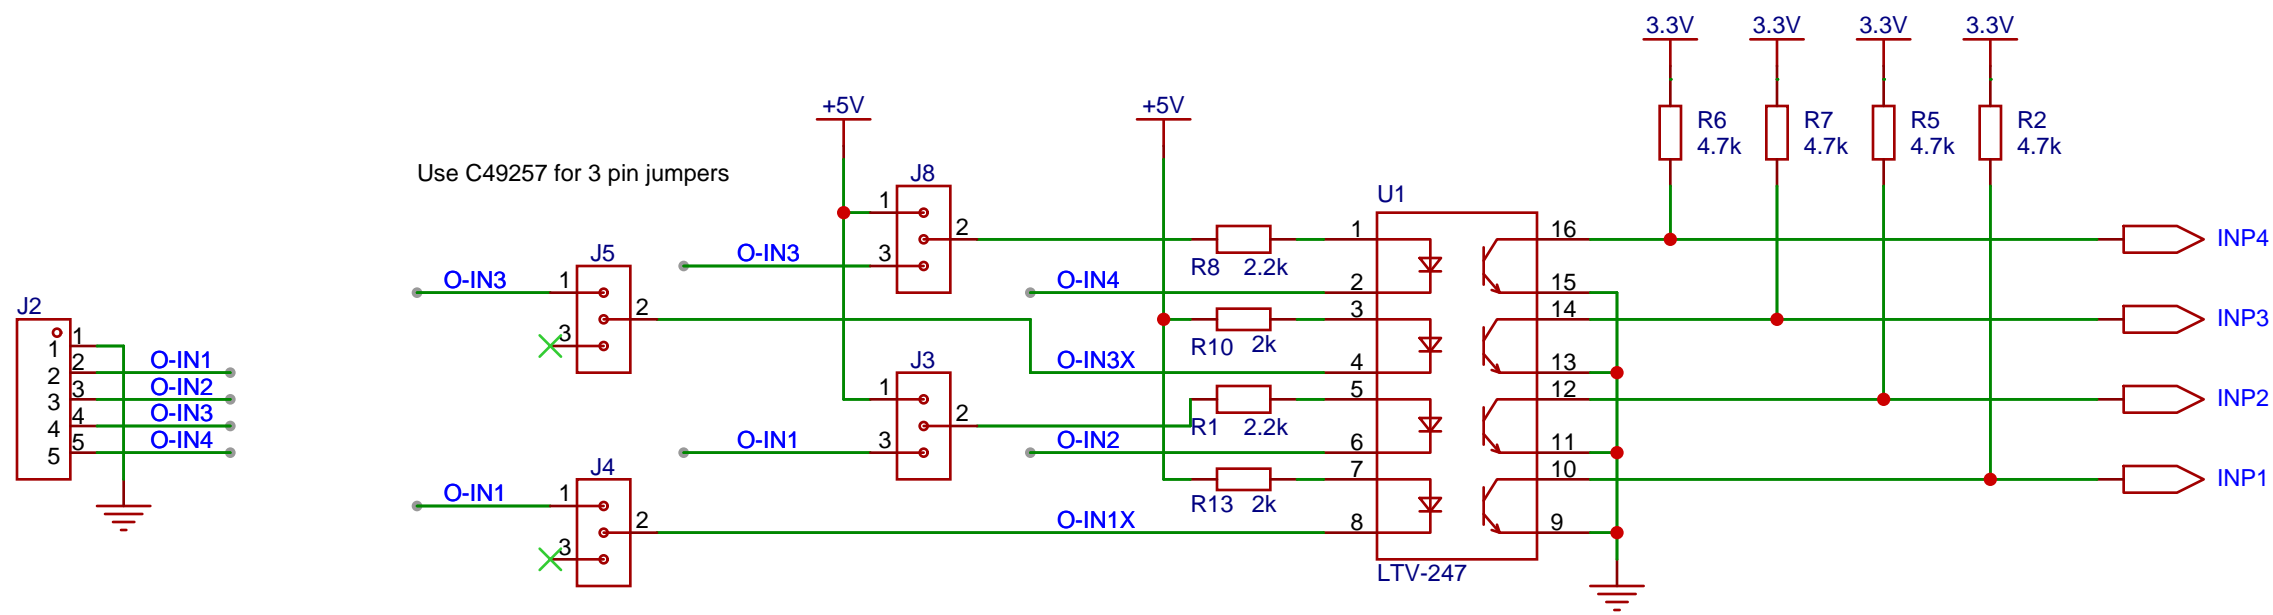 3.3V 3.3V 3.3V 3.3V
+5V +5V
R6 R7 R5 R2
4.7k 4.7k 4.7k 4.7k
Use C49257 for 3 pin jumpers
J8
1
2
3
O-IN3
U1
1 16
R8 2.2k
INP4
J5
O-IN3 1
2
3
O-IN4 2 15
3 14
R10 2k
INP3
J2
1 1
2 2 O-IN1
3 3 O-IN2
4 4 O-IN3
5 5 O-IN4
O-IN3X 4 13
J3
1
2
3
O-IN1
5 12
R1 2.2k
INP2
O-IN2 6 11
7 10
R13 2k
INP1
J4
O-IN1 1
2
3
O-IN1X 8 9
LTV-247